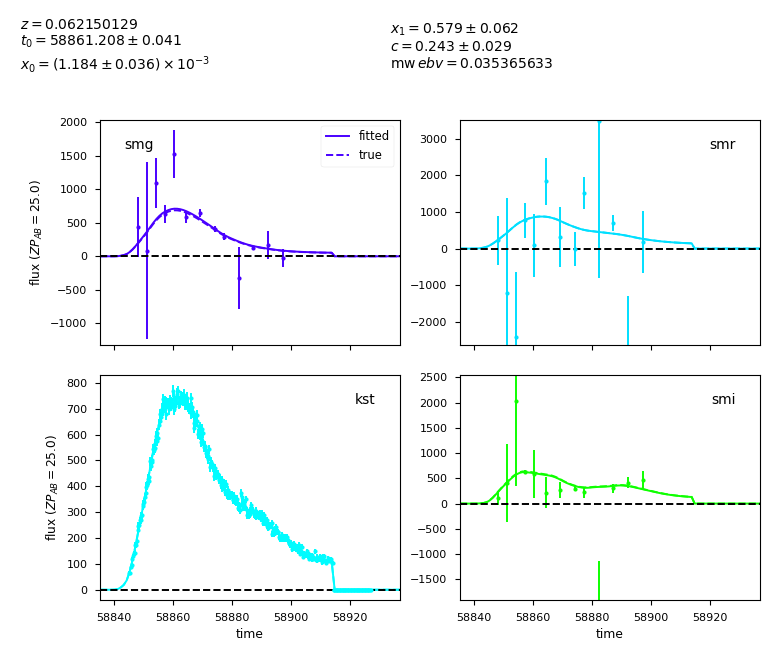 z = 0.062150129
t₀ = 58861.208 ± 0.041
x₀ = (1.184 ± 0.036) × 10⁻³
x₁ = 0.579 ± 0.062
c = 0.243 ± 0.029
mw ebv = 0.035365633
smg
fitted
true
2000
1500
1000
500
0
−500
−1000
flux (ZP_AB = 25.0)
smr
3000
2000
1000
0
−1000
−2000
kst
800
700
600
500
400
300
200
100
0
flux (ZP_AB = 25.0)
58840 58860 58880 58900 58920
time
smi
2500
2000
1500
1000
500
0
−500
−1000
−1500
58840 58860 58880 58900 58920
time